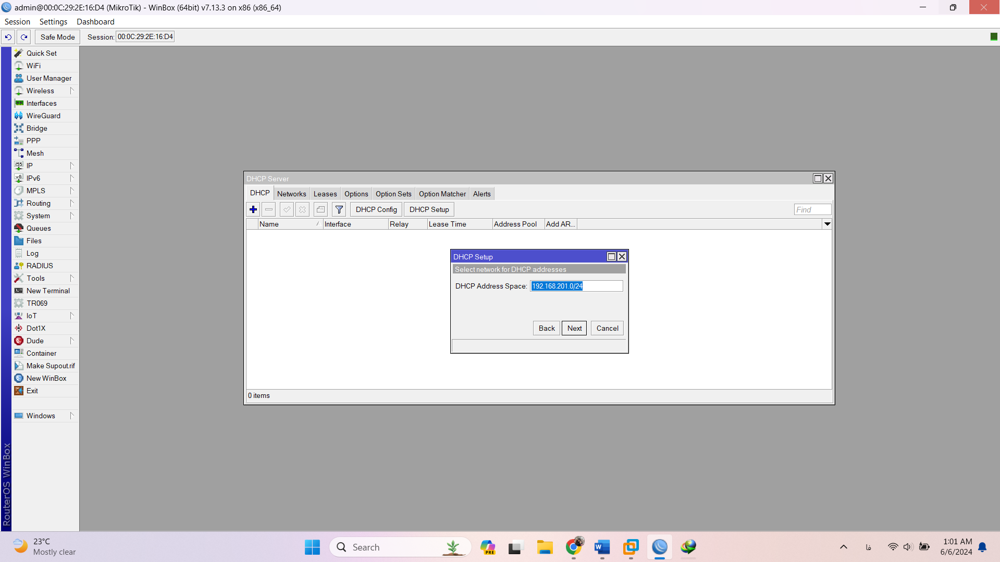 admin@00:0C:29:2E:16:D4 (MikroTik) - WinBox (64bit) v7.13.3 on x86 (x86_64)
Session Settings Dashboard
Safe Mode Session: 00:0C:29:2E:16:D4
Quick Set
WiFi
User Manager
Wireless
Interfaces
WireGuard
Bridge
PPP
Mesh
IP
IPv6
MPLS
Routing
System
Queues
Files
Log
RADIUS
Tools
New Terminal
TR069
IoT
Dot1X
Dude
Container
Make Supout.rif
New WinBox
Exit
Windows
RouterOS WinBox
DHCP Server
DHCP Networks Leases Options Option Sets Option Matcher Alerts
DHCP Config DHCP Setup Find
Name Interface Relay Lease Time Address Pool Add AR...
DHCP Setup
Select network for DHCP addresses
DHCP Address Space: 192.168.201.0/24
Back Next Cancel
0 items
23°C
Mostly clear
Search
PRE
فا
1:01 AM
6/6/2024